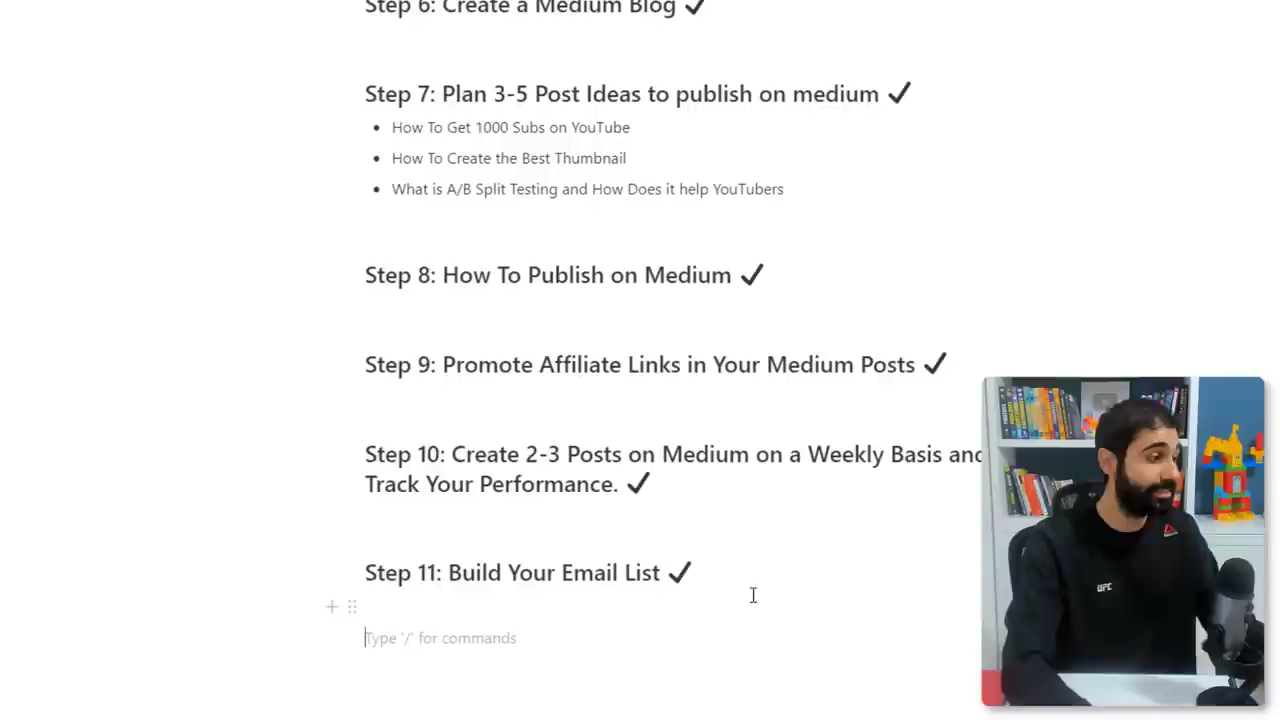 Step 6: Create a Medium Blog ✔
Step 7: Plan 3-5 Post Ideas to publish on medium ✔
• How To Get 1000 Subs on YouTube
• How To Create the Best Thumbnail
• What is A/B Split Testing and How Does it help YouTubers
Step 8: How To Publish on Medium ✔
Step 9: Promote Affiliate Links in Your Medium Posts ✔
Step 10: Create 2-3 Posts on Medium on a Weekly Basis and
Track Your Performance. ✔
Step 11: Build Your Email List ✔
Type '/' for commands
UFC